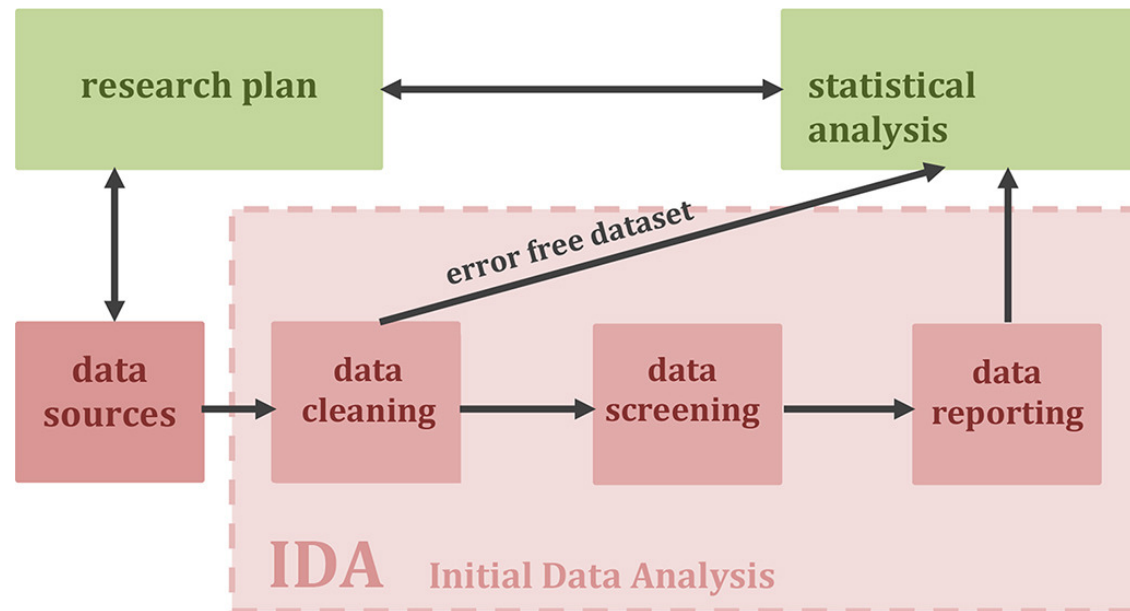 research plan
statistical
analysis
error free dataset
data
sources
data
cleaning
data
screening
data
reporting
IDA Initial Data Analysis